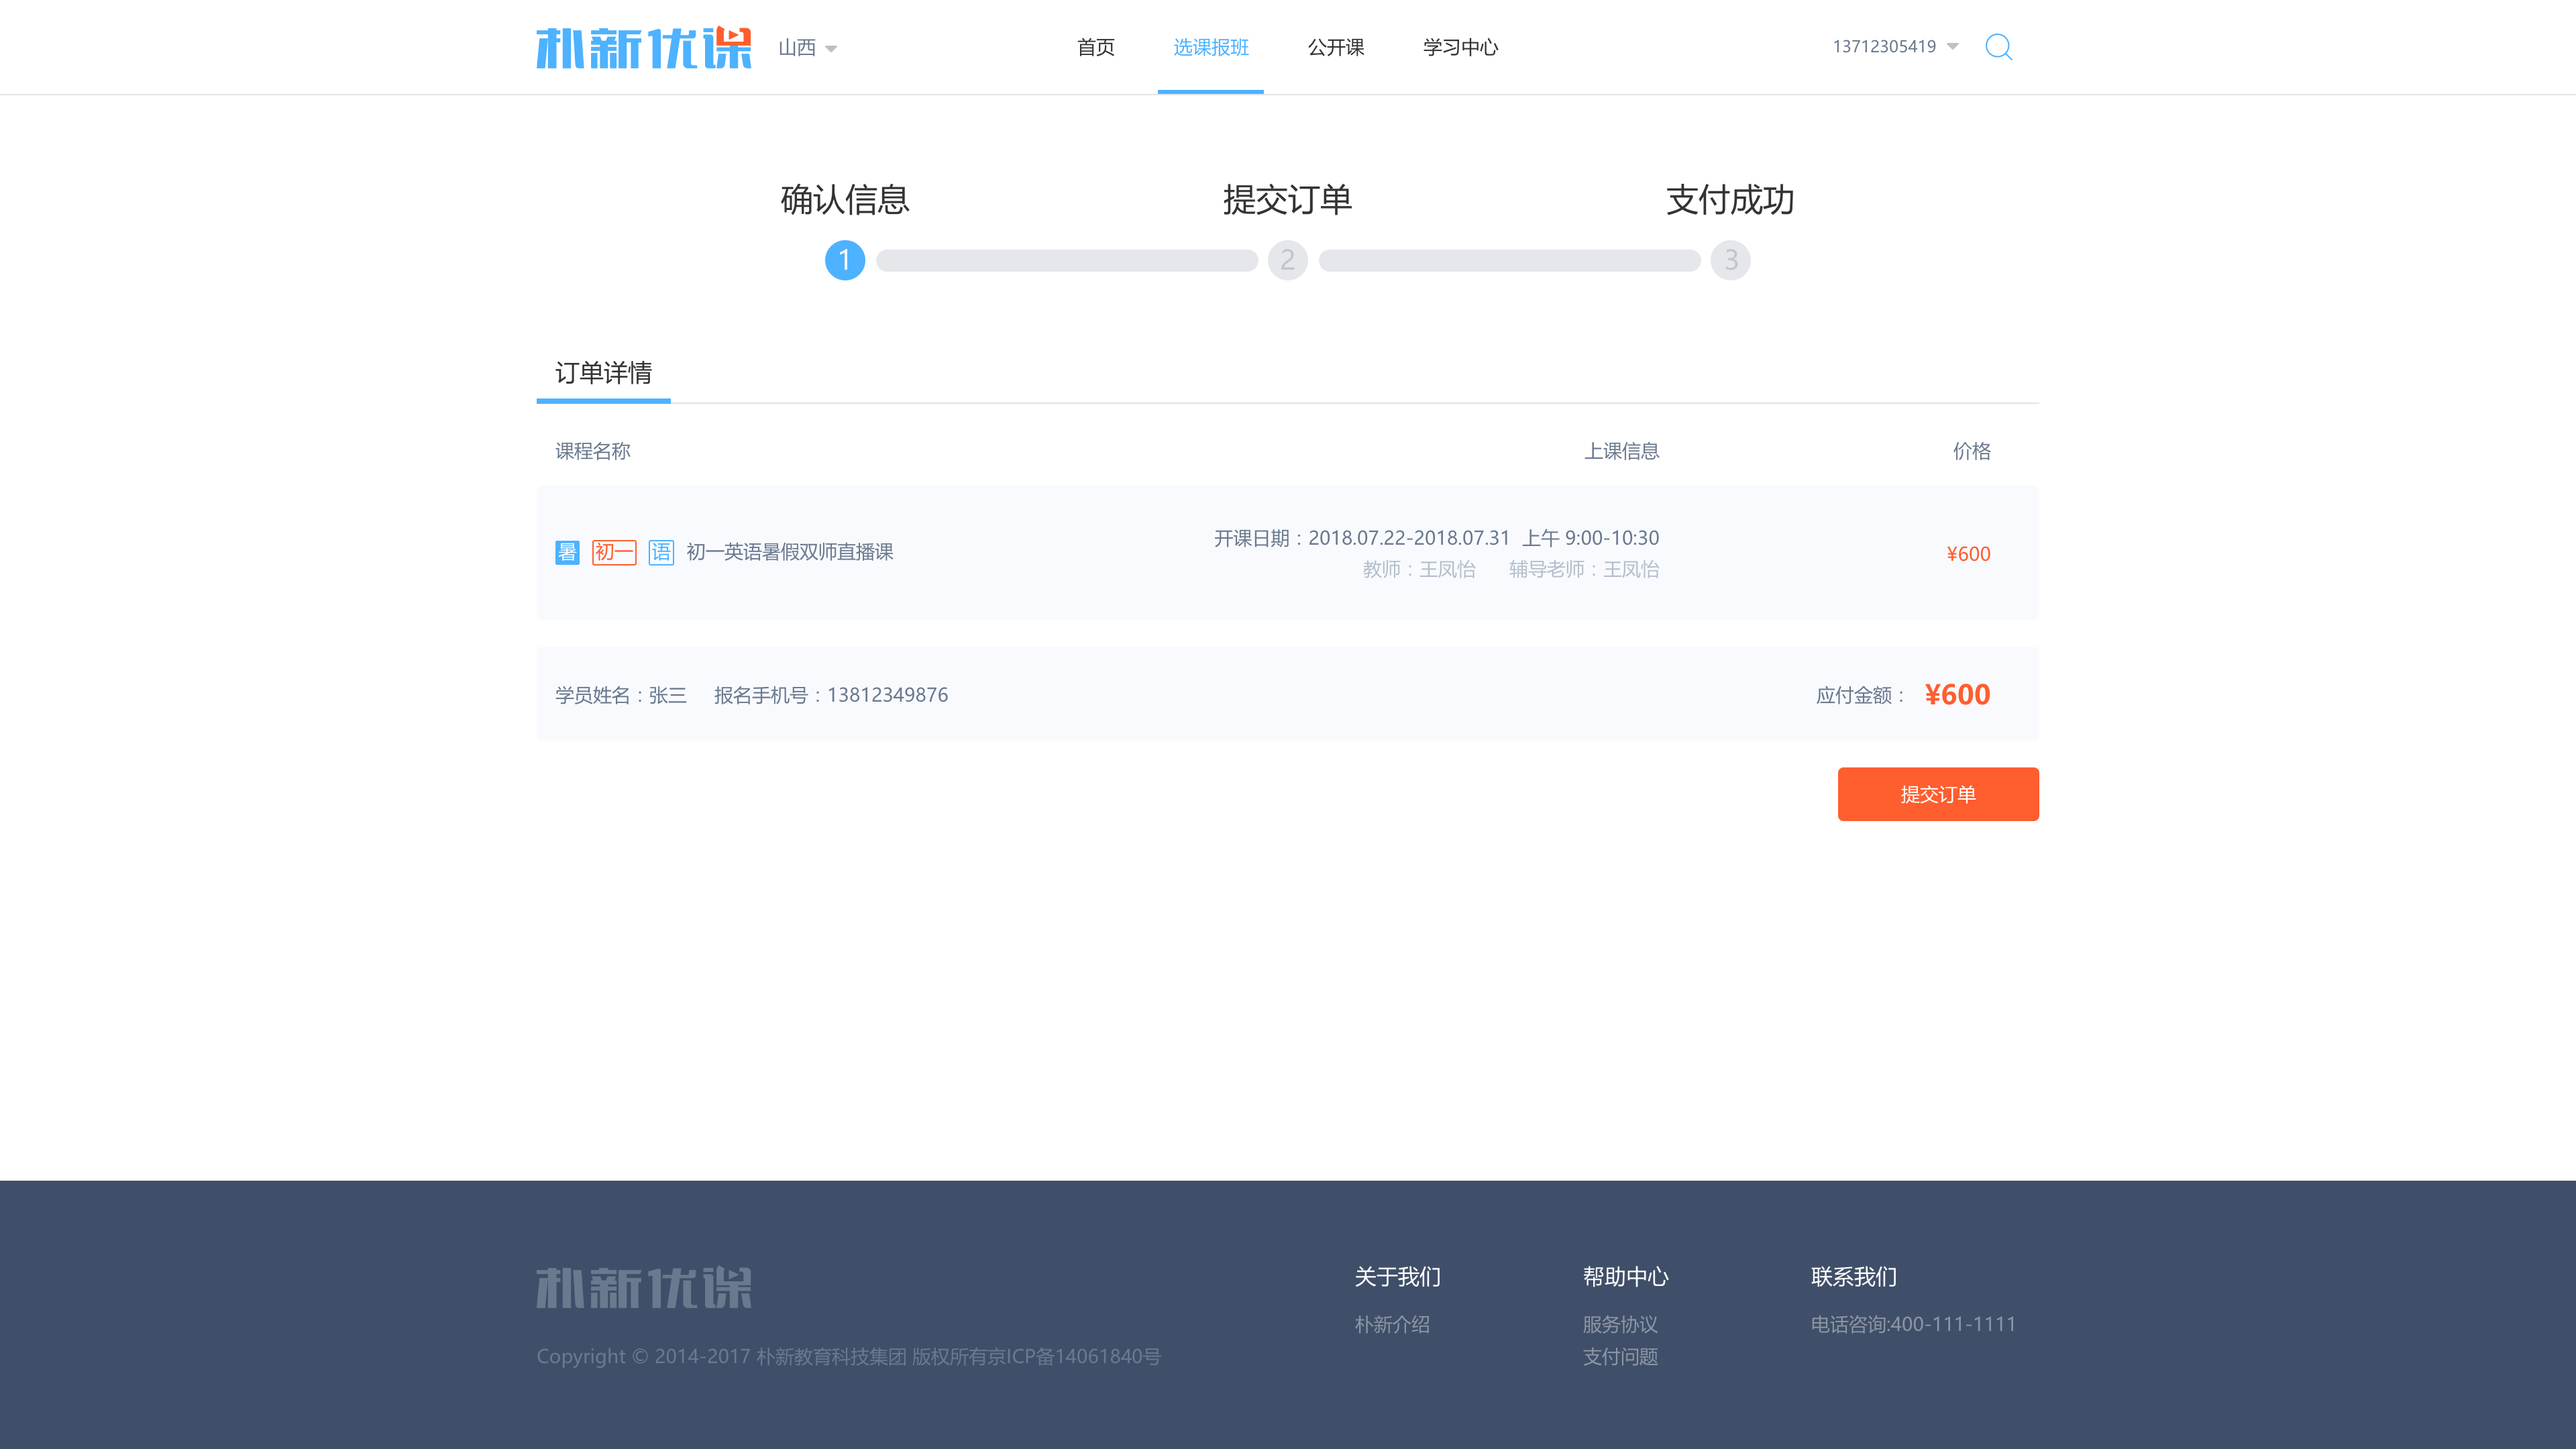 朴新优课 山西 首页 选课报班 公开课 学习中心 13712305419
确认信息 提交订单 支付成功
1 2 3
订单详情
课程名称 上课信息 价格
暑 初一 语 初一英语暑假双师直播课 开课日期：2018.07.22-2018.07.31 上午 9:00-10:30 ¥600
教师：王凤怡 辅导老师：王凤怡
学员姓名：张三 报名手机号：13812349876 应付金额： ¥600
提交订单
朴新优课 关于我们 帮助中心 联系我们
朴新介绍 服务协议 电话咨询:400-111-1111
Copyright © 2014-2017 朴新教育科技集团 版权所有京ICP备14061840号 支付问题